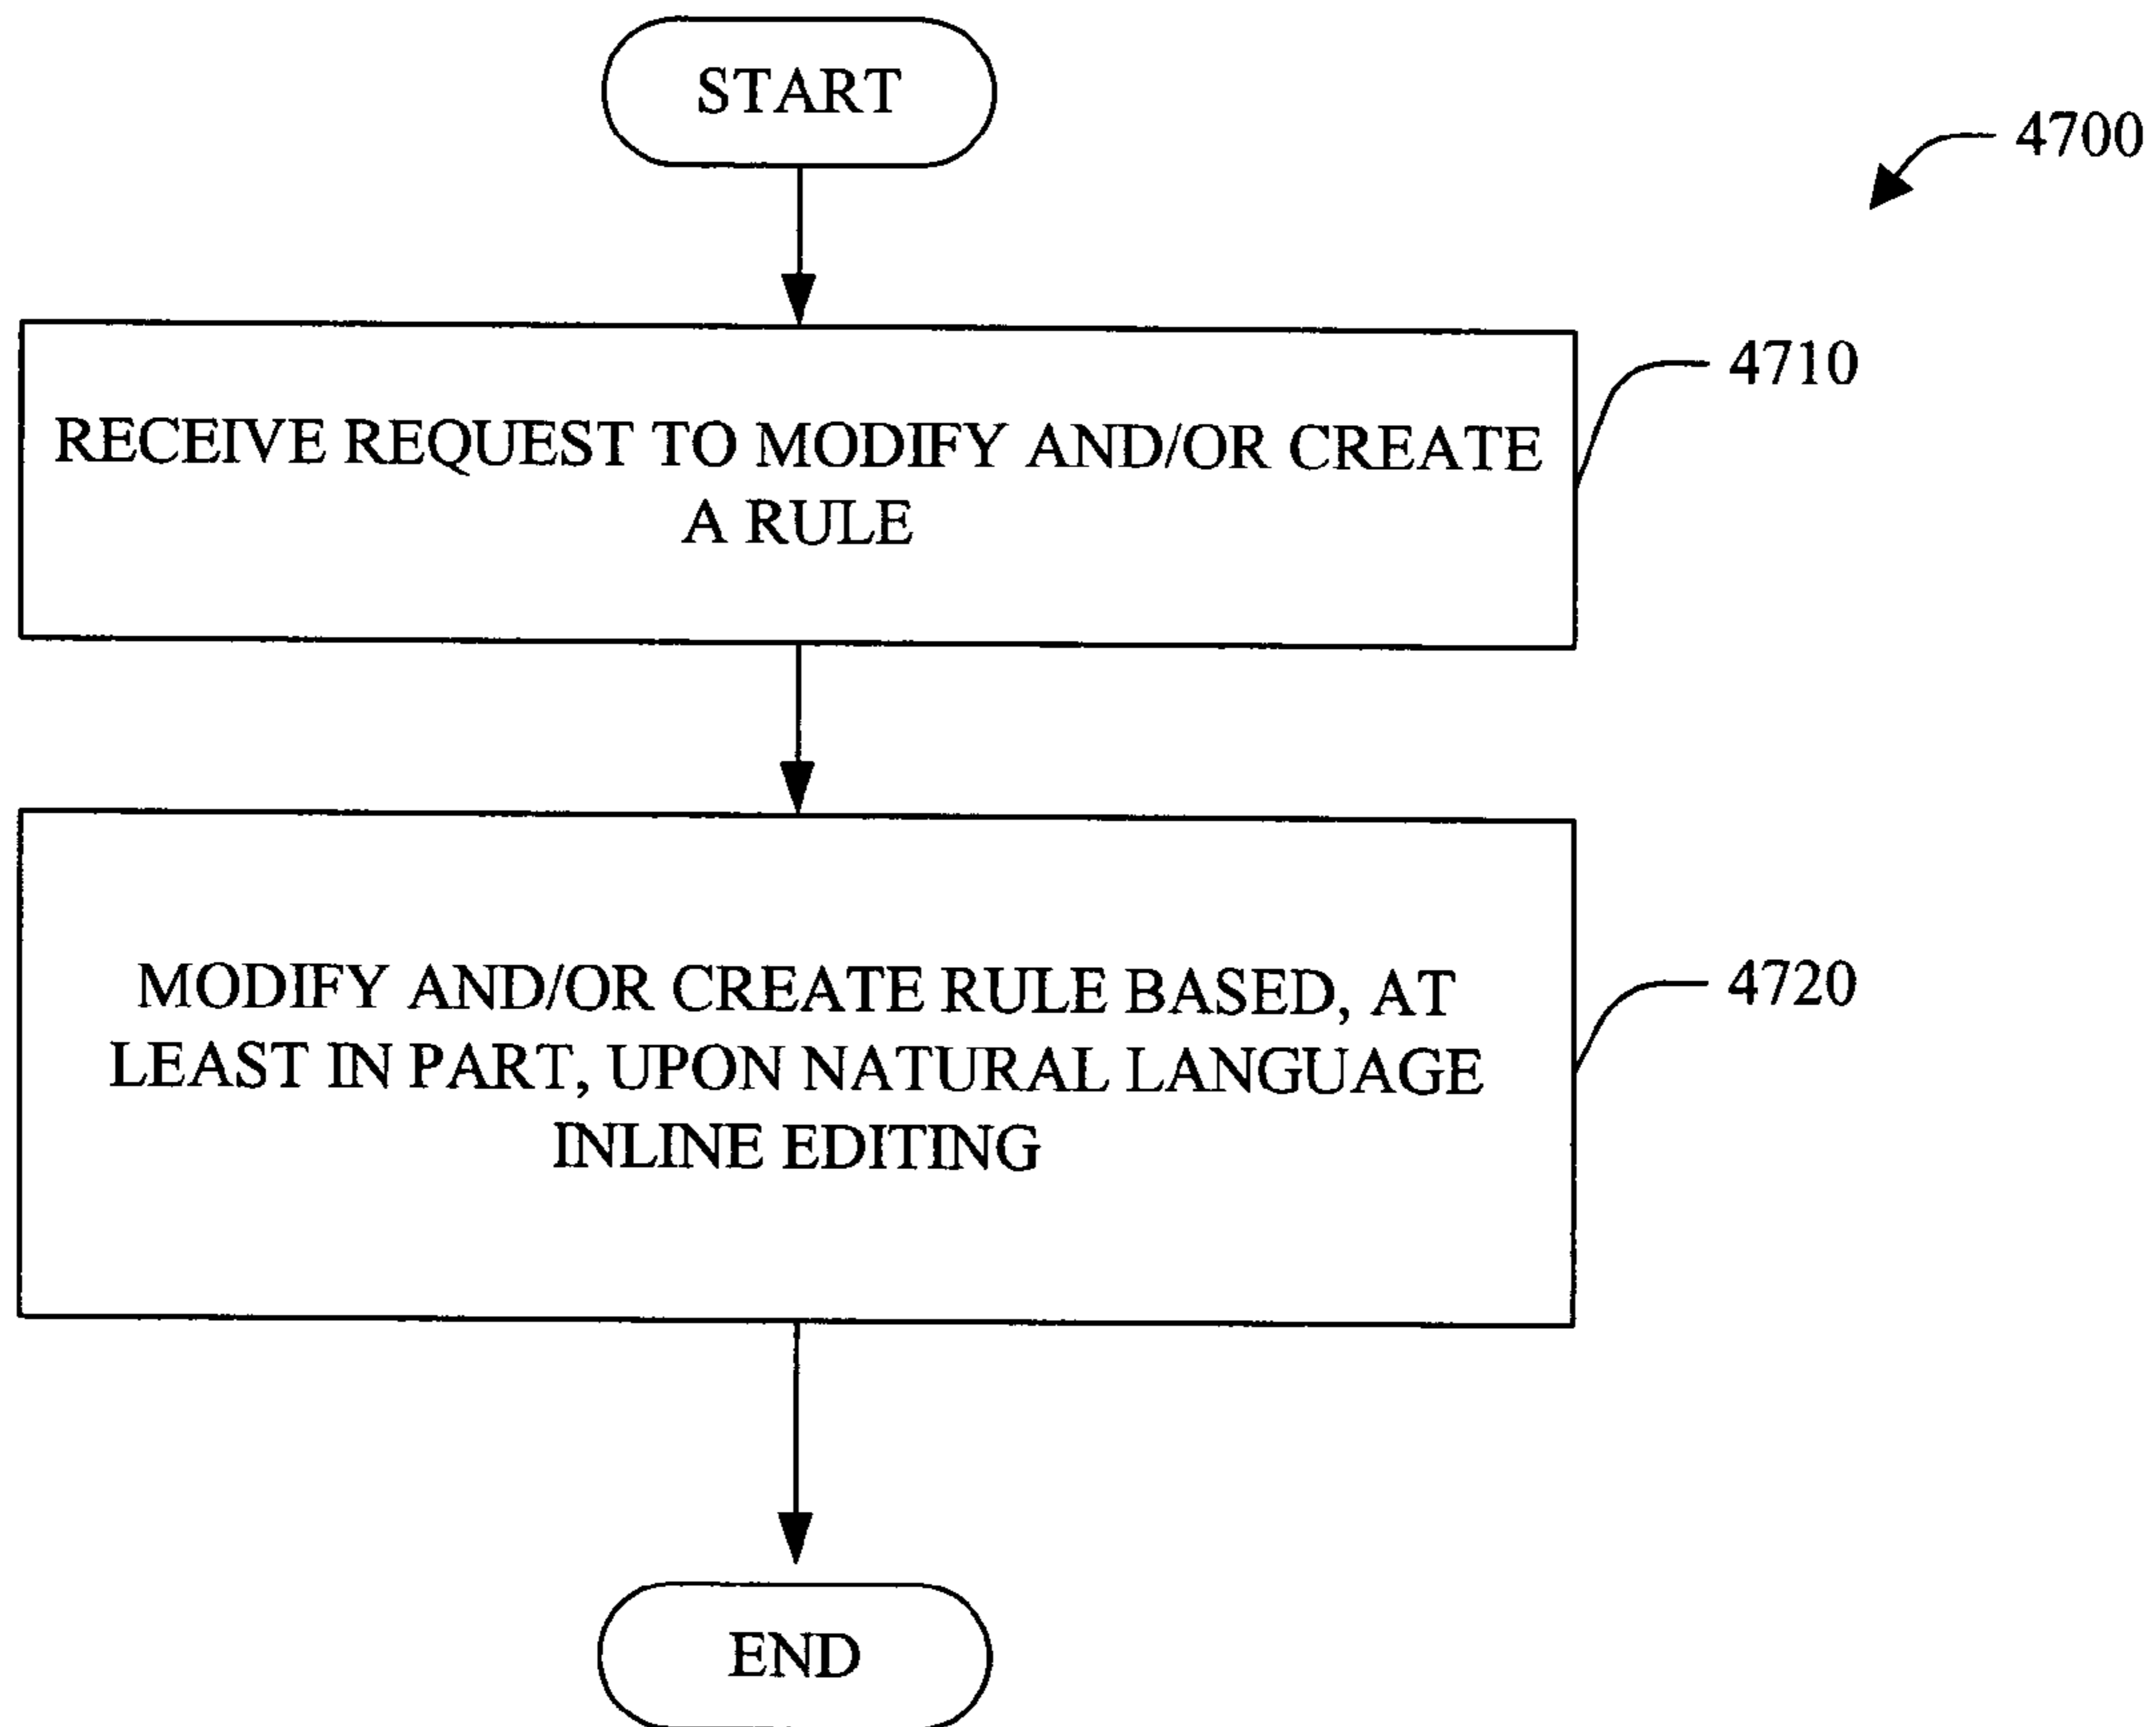 START
4700
RECEIVE REQUEST TO MODIFY AND/OR CREATE
A RULE
4710
MODIFY AND/OR CREATE RULE BASED, AT
LEAST IN PART, UPON NATURAL LANGUAGE
INLINE EDITING
4720
END